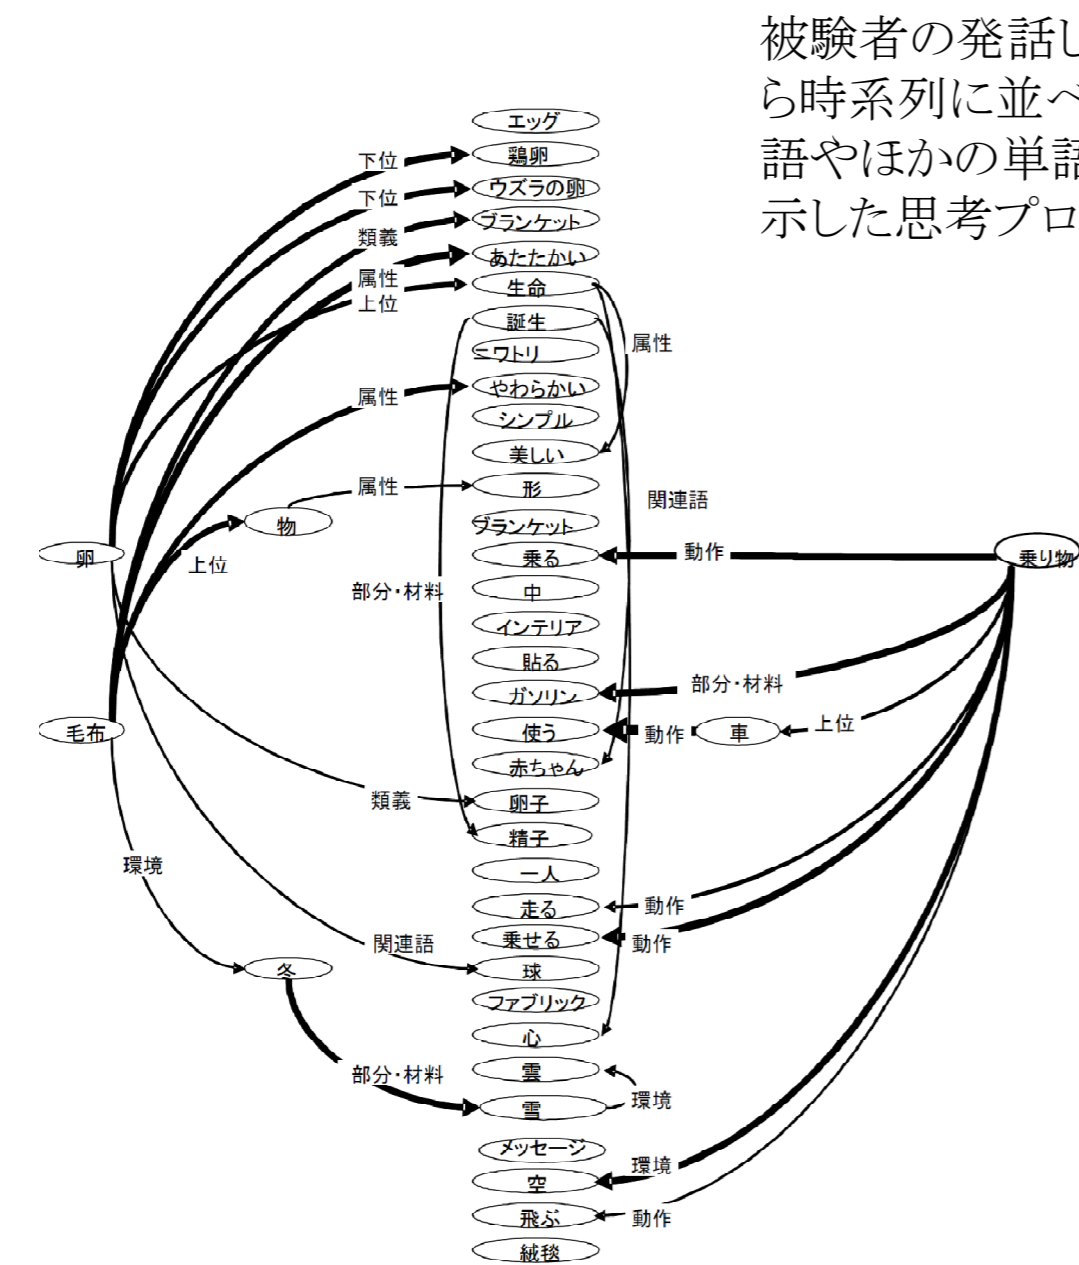 被験者の発話し
ら時系列に並べ
語やほかの単語
示した思考プロ
エッグ
下位
鶏卵
下位
ウズラの卵
類義
ブランケット
あたたかい
属性
生命
上位
誕生
属性
ニワトリ
属性
やわらかい
シンプル
美しい
属性
形
関連語
物
ブランケット
卵
上位
乗る
動作
乗り物
部分・材料
中
インテリア
貼る
ガソリン
部分・材料
毛布
使う
動作
車
上位
赤ちゃん
類義
卵子
精子
環境
一人
走る
動作
乗せる
動作
関連語
球
冬
ファブリック
心
部分・材料
雲
雪
環境
メッセージ
空
環境
飛ぶ
動作
絨毯